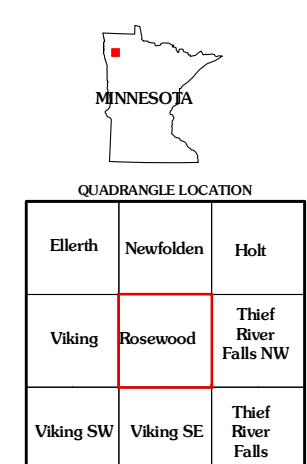 MINNESOTA
QUADRANGLE LOCATION
Ellerth
Newfolden
Holt
Viking
Rosewood
Thief
River
Falls NW
Viking SW
Viking SE
Thief
River
Falls